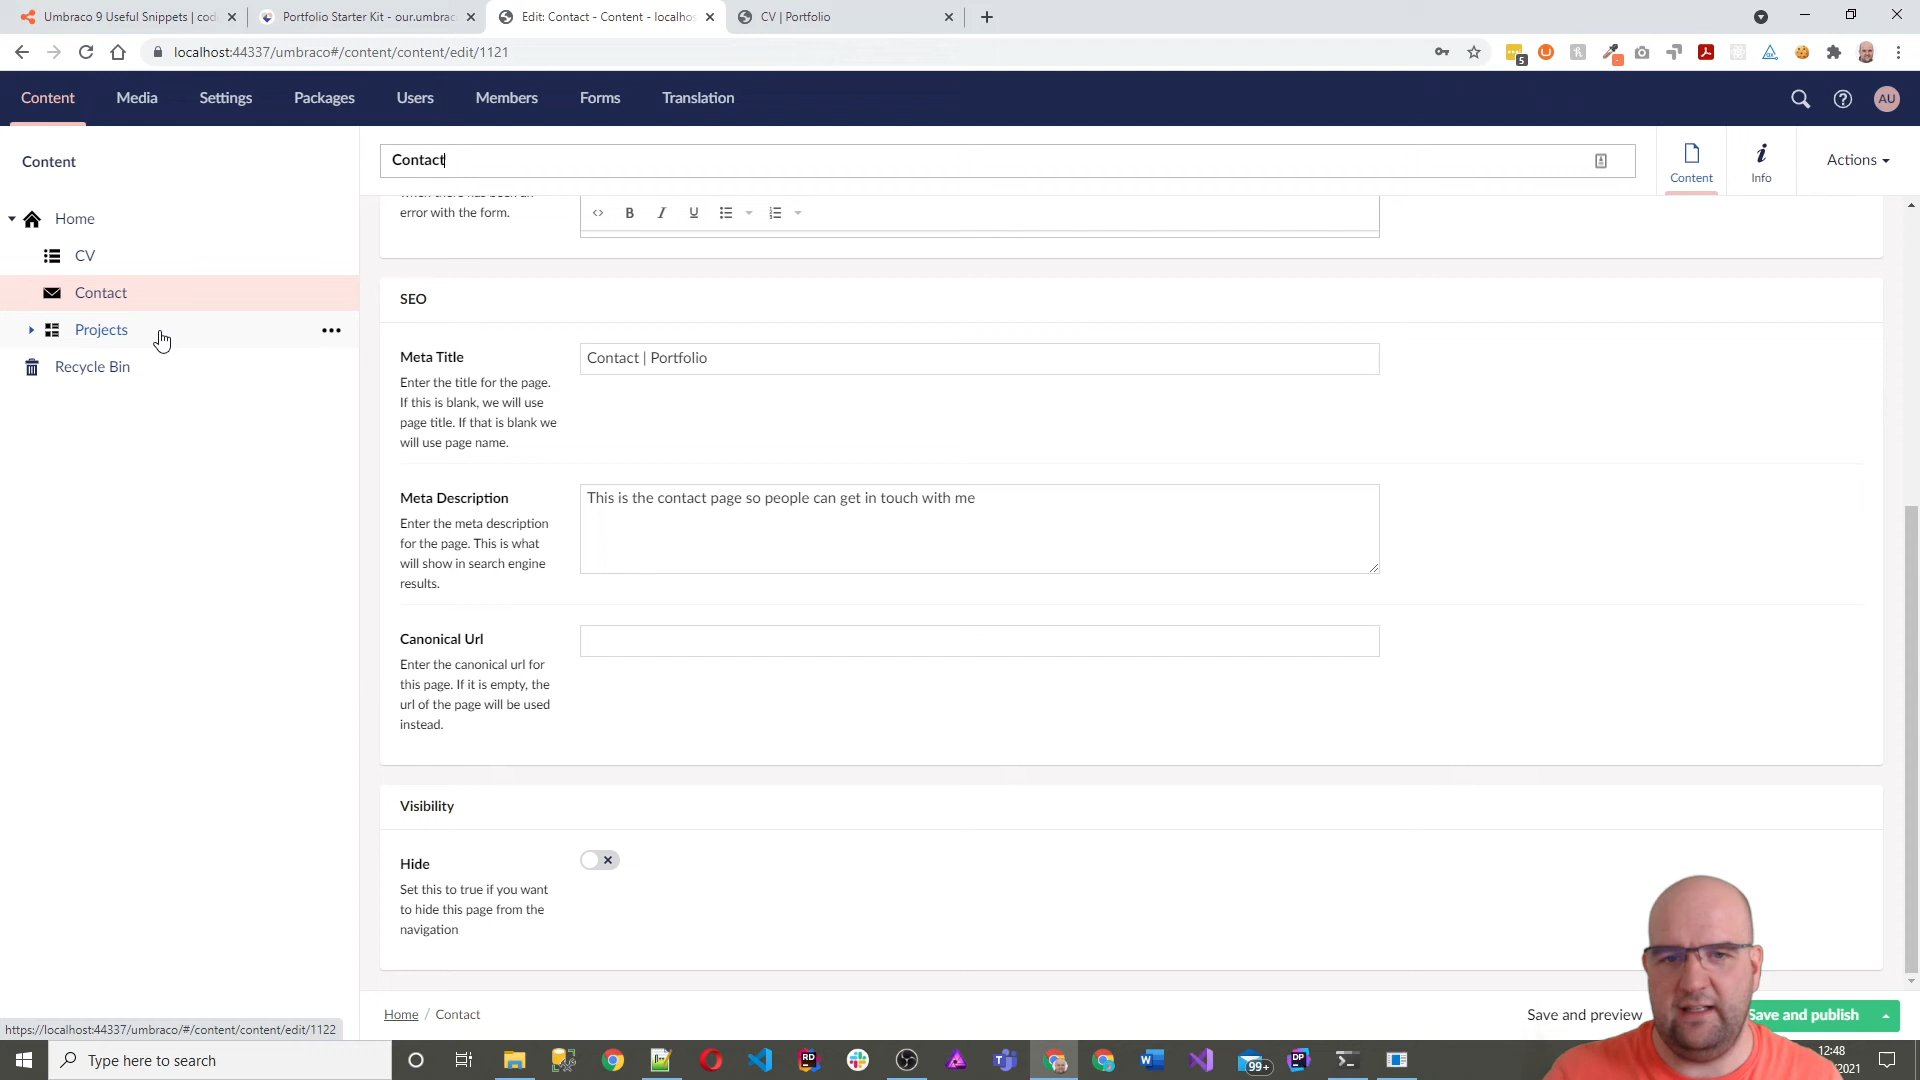 Umbraco 9 Useful Snippets | cod
Portfolio Starter Kit - our.umbrac
Edit: Contact - Content - localhos
CV | Portfolio
localhost:44337/umbraco#/content/content/edit/1121
5
Content
Media
Settings
Packages
Users
Members
Forms
Translation
AU
Content
Contact
Content
Info
Actions
Home
CV
Contact
Projects
Recycle Bin
error with the form.
B I U
SEO
Meta Title
Contact | Portfolio
Enter the title for the page.
If this is blank, we will use
page title. If that is blank we
will use page name.
Meta Description
This is the contact page so people can get in touch with me
Enter the meta description
for the page. This is what
will show in search engine
results.
Canonical Url
Enter the canonical url for
this page. If it is empty, the
url of the page will be used
instead.
Visibility
Hide
Set this to true if you want
to hide this page from the
navigation
Home / Contact
Save and preview
Save and publish
https://localhost:44337/umbraco/#/content/content/edit/1122
Type here to search
RD
99+
DP
12:48
/2021